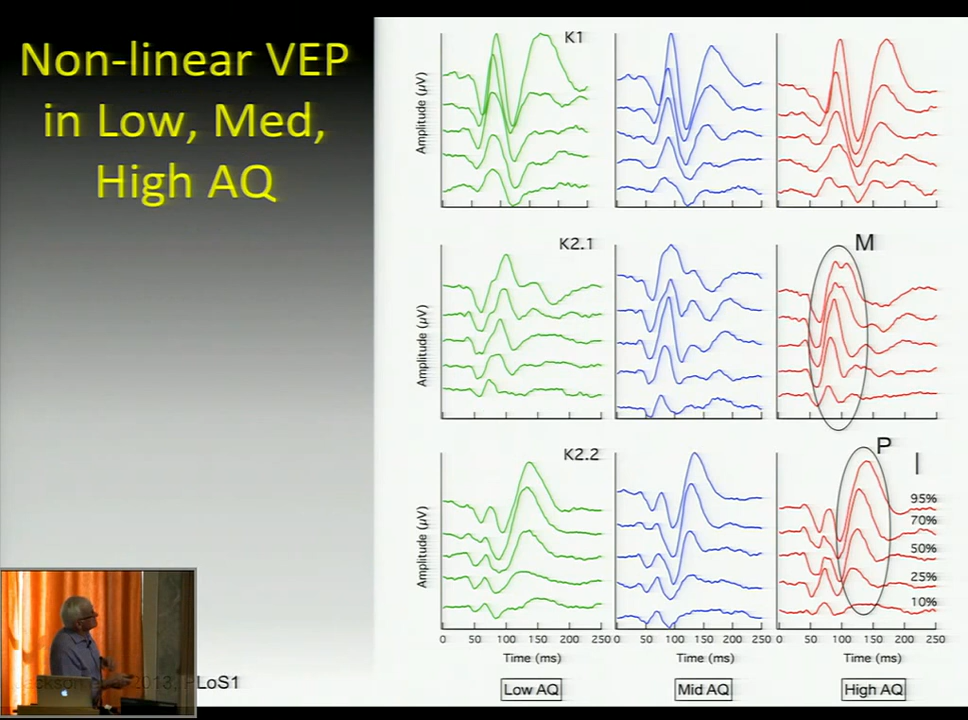 Non-linear VEP
in Low, Med,
High AQ
K1
Amplitude (µV)
K2.1
M
Amplitude (µV)
K2.2
P
95%
70%
50%
25%
10%
Amplitude (µV)
0 50 100 150 200 250 0 50 100 150 200 250 0 50 100 150 200 250
Time (ms) Time (ms) Time (ms)
Low AQ Mid AQ High AQ
2013, PLoS1